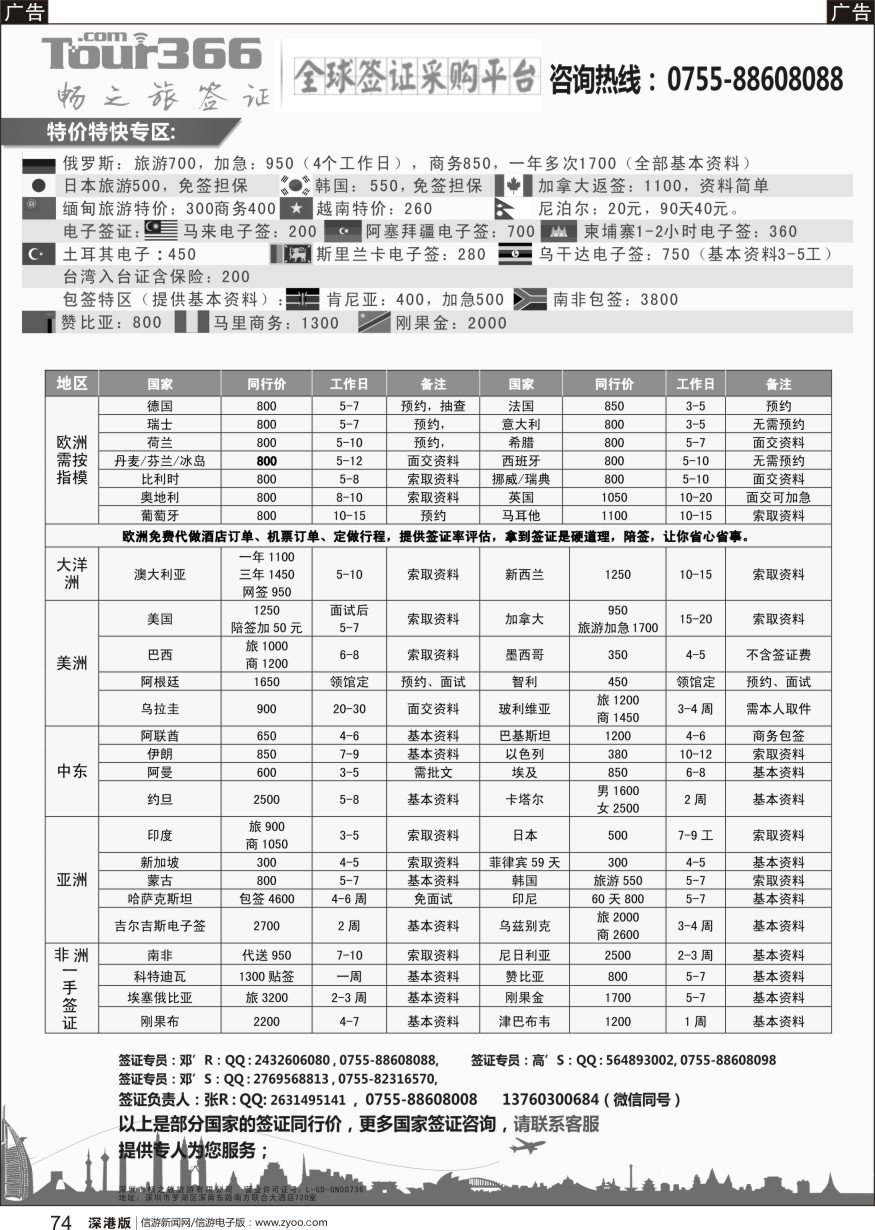 广告
广告
.com
Tour366
畅之旅签证
全球签证采购平台
咨询热线：0755-88608088
特价特快专区:
俄罗斯：旅游700，加急：950（4个工作日），商务850，一年多次1700（全部基本资料）
日本旅游500，免签担保 韩国：550，免签担保 加拿大返签：1100，资料简单
缅甸旅游特价：300商务400 越南特价：260 尼泊尔：20元，90天40元。
电子签证: 马来电子签：200 阿塞拜疆电子签：700 柬埔寨1-2小时电子签：360
土耳其电子：450 斯里兰卡电子签：280 乌干达电子签：750（基本资料3-5工）
台湾入台证含保险：200
包签特区（提供基本资料）: 肯尼亚：400，加急500 南非包签：3800
赞比亚：800 马里商务：1300 刚果金：2000
地区 国家 同行价 工作日 备注 国家 同行价 工作日 备注
欧洲需按指模
德国 800 5-7 预约，抽查 法国 850 3-5 预约
瑞士 800 5-7 预约， 意大利 800 3-5 无需预约
荷兰 800 5-10 预约， 希腊 800 5-7 面交资料
丹麦/芬兰/冰岛 800 5-12 面交资料 西班牙 800 5-10 无需预约
比利时 800 5-8 索取资料 挪威/瑞典 800 5-10 面交资料
奥地利 800 8-10 索取资料 英国 1050 10-20 面交可加急
葡萄牙 800 10-15 预约 马耳他 1100 10-15 索取资料
欧洲免费代做酒店订单、机票订单、定做行程，提供签证率评估，拿到签证是硬道理，陪签，让你省心省事。
大洋洲
澳大利亚 一年 1100 三年 1450 网签 950 5-10 索取资料 新西兰 1250 10-15 索取资料
美洲
美国 1250 陪签加 50 元 面试后 5-7 索取资料 加拿大 950 旅游加急 1700 15-20 索取资料
巴西 旅 1000 商 1200 6-8 索取资料 墨西哥 350 4-5 不含签证费
阿根廷 1650 领馆定 预约、面试 智利 450 领馆定 预约、面试
乌拉圭 900 20-30 面交资料 玻利维亚 旅 1200 商 1450 3-4 周 需本人取件
中东
阿联酋 650 4-6 基本资料 巴基斯坦 1200 4-6 商务包签
伊朗 850 7-9 基本资料 以色列 380 10-12 索取资料
阿曼 600 3-5 需批文 埃及 850 6-8 基本资料
约旦 2500 5-8 基本资料 卡塔尔 男 1600 女 2500 2 周 基本资料
亚洲
印度 旅 900 商 1050 3-5 索取资料 日本 500 7-9 工 索取资料
新加坡 300 4-5 索取资料 菲律宾 59 天 300 4-5 基本资料
蒙古 800 5-7 基本资料 韩国 旅游 550 5-7 索取资料
哈萨克斯坦 包签 4600 4-6 周 免面试 印尼 60 天 800 5-7 基本资料
吉尔吉斯电子签 2700 2 周 基本资料 乌兹别克 旅 2000 商 2600 3-4 周 基本资料
非洲一手签证
南非 代送 950 7-10 索取资料 尼日利亚 2500 2-3 周 基本资料
科特迪瓦 1300 贴签 一周 基本资料 赞比亚 800 5-7 基本资料
埃塞俄比亚 旅 3200 2-3 周 基本资料 刚果金 1700 5-7 基本资料
刚果布 2200 4-7 基本资料 津巴布韦 1200 1 周 基本资料
签证专员：邓’R：QQ：2432606080，0755-88608088， 签证专员：高’S：QQ：564893002，0755-88608098
签证专员：邓’S：QQ：2769568813，0755-82316570，
签证负责人：张R：QQ: 2631495141 ，0755-88608008 13760300684（微信同号）
以上是部分国家的签证同行价，更多国家签证咨询，请联系客服
提供专人为您服务；
深圳市畅之旅旅游有限公司 营业许可证号：L-GD-GN00736
地址：深圳市罗湖区深南东路南方联合大酒店720室
74 深港版 信游新闻网/信游电子版：www.zyoo.com